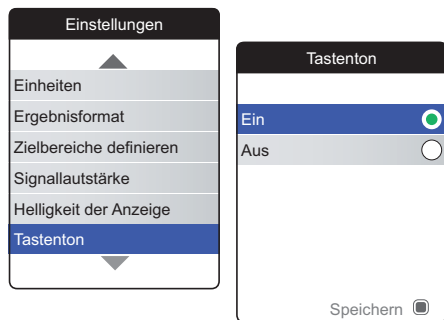 Einstellungen
Einheiten
Ergebnisformat
Zielbereiche definieren
Signallautstärke
Helligkeit der Anzeige
Tastenton
Tastenton
Ein
Aus
Speichern